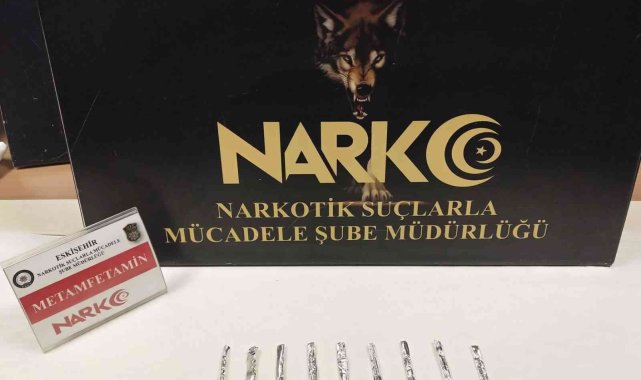 NARKO
NARKOTİK SUÇLARLA
MÜCADELE ŞUBE MÜDÜRLÜĞÜ
ESKİŞEHİR
NARKOTİK SUÇLARLA MÜCADELE
ŞUBE MÜDÜRLÜĞÜ
METAMFETAMİN
NARKO